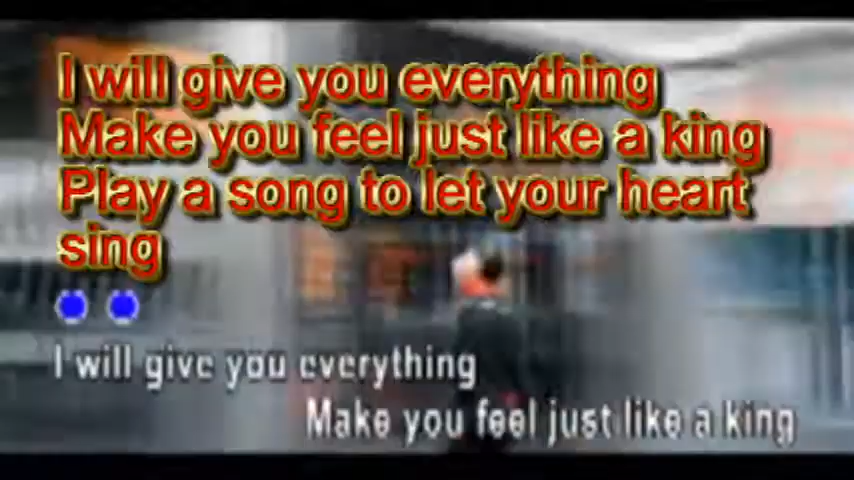 I will give you everything
Make you feel just like a king
Play a song to let your heart
sing
I will give you everything
Make you feel just like a king